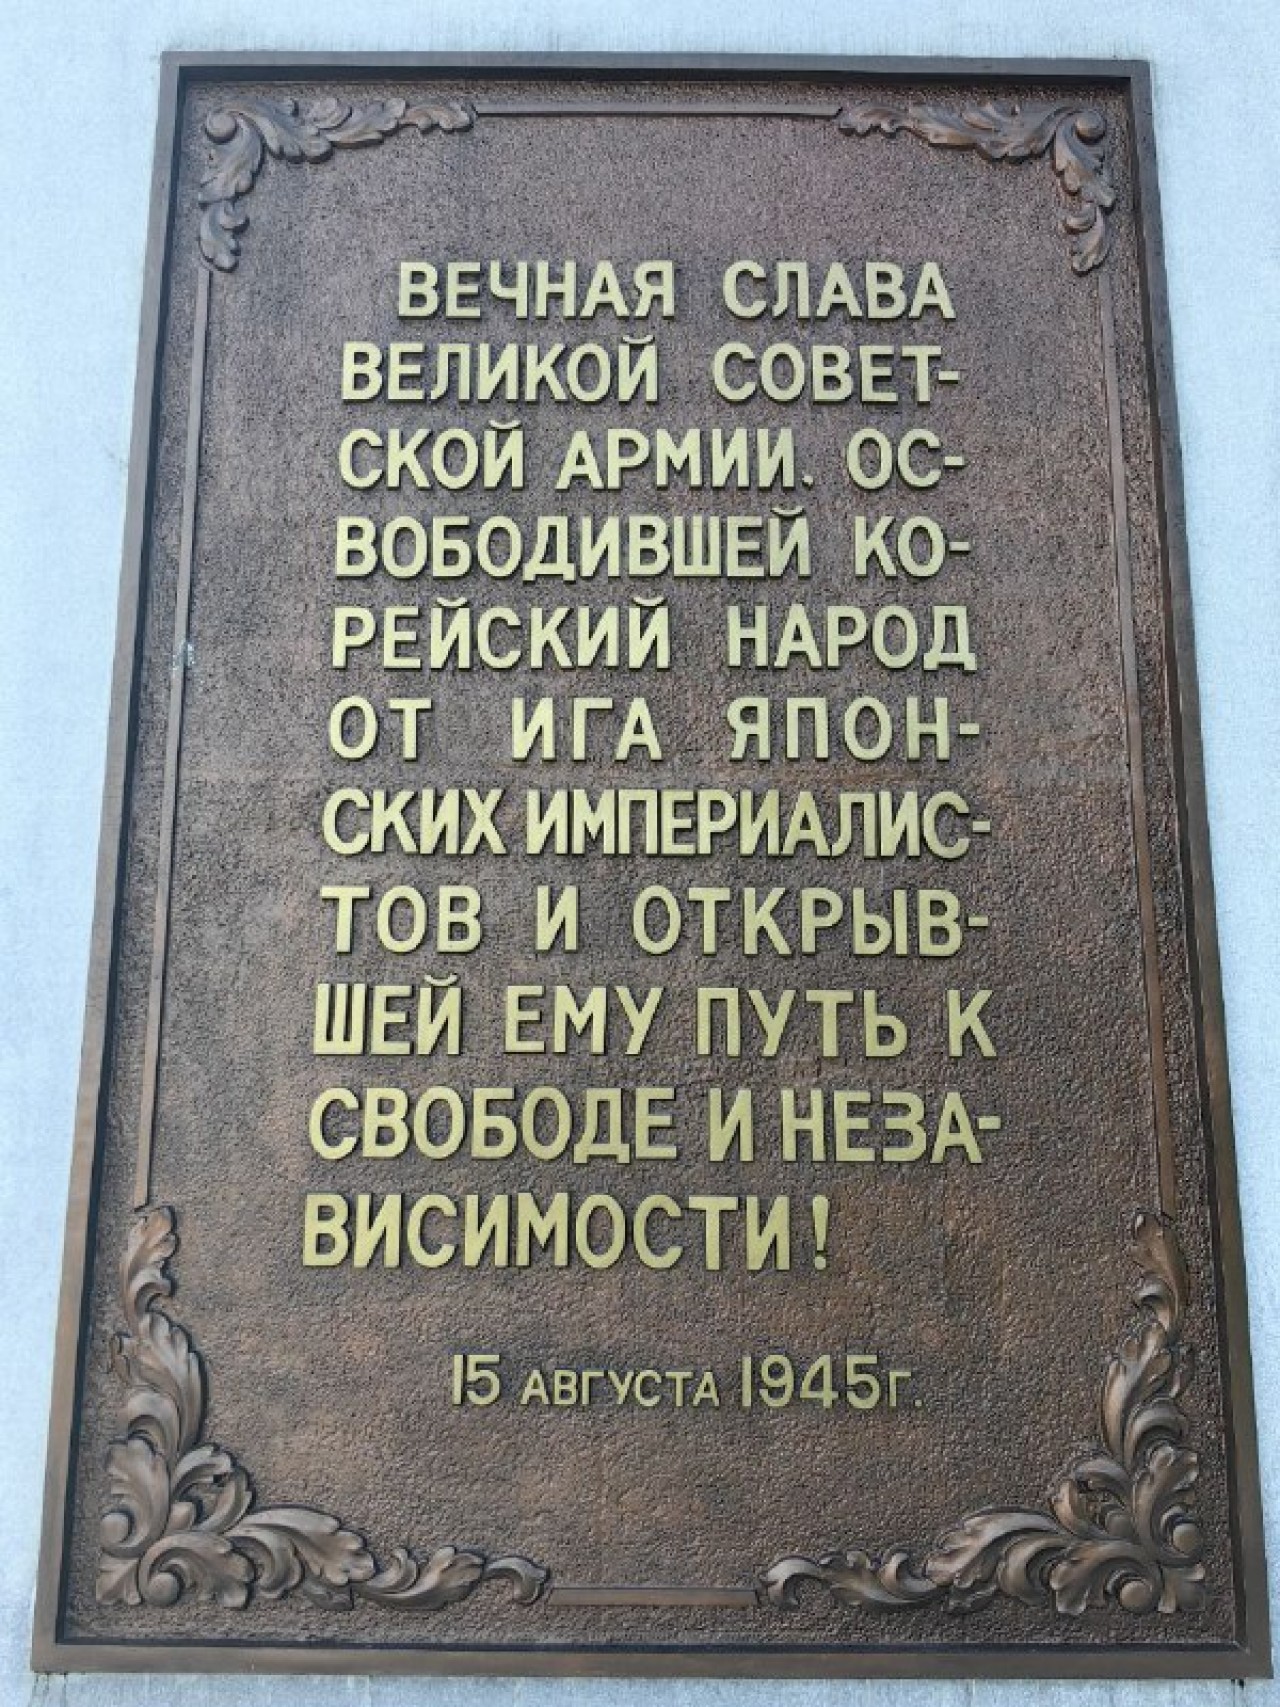 ВЕЧНАЯ СЛАВА
ВЕЛИКОЙ СОВЕТ-
СКОЙ АРМИИ. ОС-
ВОБОДИВШЕЙ КО-
РЕЙСКИЙ НАРОД
ОТ ИГА ЯПОН-
СКИХ ИМПЕРИАЛИС-
ТОВ И ОТКРЫВ-
ШЕЙ ЕМУ ПУТЬ К
СВОБОДЕ И НЕЗА-
ВИСИМОСТИ!
15 АВГУСТА 1945г.